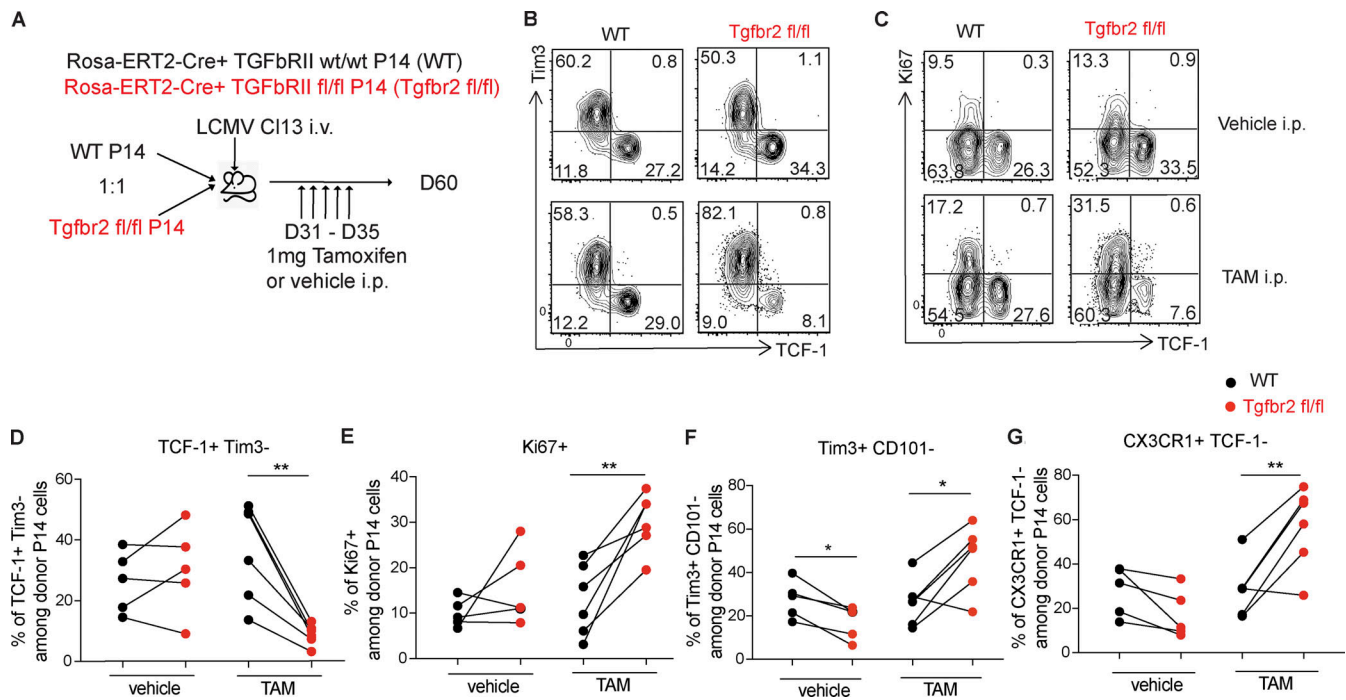 A
Rosa-ERT2-Cre+ TGFbRII wt/wt P14 (WT)
Rosa-ERT2-Cre+ TGFbRII fl/fl P14 (Tgfbr2 fl/fl)
LCMV Cl13 i.v.
WT P14
1:1
Tgfbr2 fl/fl P14
D60
D31 - D35
1mg Tamoxifen
or vehicle i.p.
B
WT
Tgfbr2 fl/fl
Tim3
60.2 0.8
11.8 27.2
50.3 1.1
14.2 34.3
58.3 0.5
12.2 29.0
82.1 0.8
9.0 8.1
0
0
TCF-1
C
WT
Tgfbr2 fl/fl
Ki67
9.5 0.3
63.8 26.3
13.3 0.9
52.3 33.5
Vehicle i.p.
17.2 0.7
54.5 27.6
31.5 0.6
60.3 7.6
TAM i.p.
0
0
TCF-1
WT
Tgfbr2 fl/fl
D
TCF-1+ Tim3-
% of TCF-1+ Tim3-
among donor P14 cells
60
40
20
0
**
vehicle
TAM
E
Ki67+
% of Ki67+
among donor P14 cells
40
30
20
10
0
**
vehicle
TAM
F
Tim3+ CD101-
% of Tim3+ CD101-
among donor P14 cells
80
60
40
20
0
*
*
vehicle
TAM
G
CX3CR1+ TCF-1-
% of CX3CR1+ TCF-1-
among donor P14 cells
80
60
40
20
0
**
vehicle
TAM